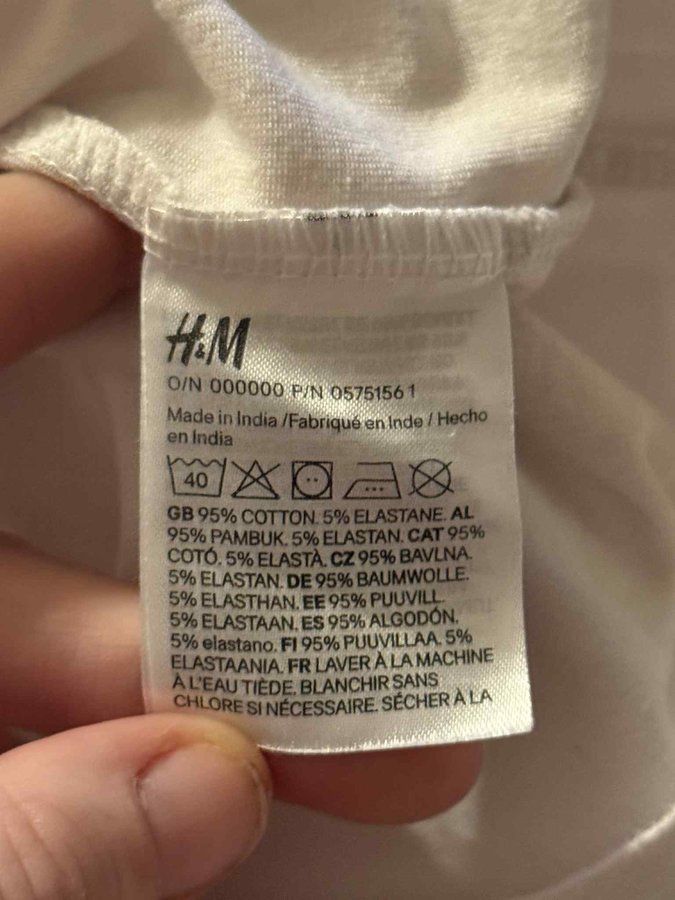 H&M
O/N 000000 P/N 0575156 1
Made in India /Fabriqué en Inde / Hecho
en India
40
GB 95% COTTON. 5% ELASTANE. AL
95% PAMBUK. 5% ELASTAN. CAT 95%
COTÓ. 5% ELASTÀ. CZ 95% BAVLNA.
5% ELASTAN. DE 95% BAUMWOLLE.
5% ELASTHAN. EE 95% PUUVILL.
5% ELASTAAN. ES 95% ALGODÓN.
5% elastano. FI 95% PUUVILLAA. 5%
ELASTAANIA. FR LAVER À LA MACHINE
À L'EAU TIÈDE, BLANCHIR SANS
CHLORE SI NÉCESSAIRE. SÉCHER À LA